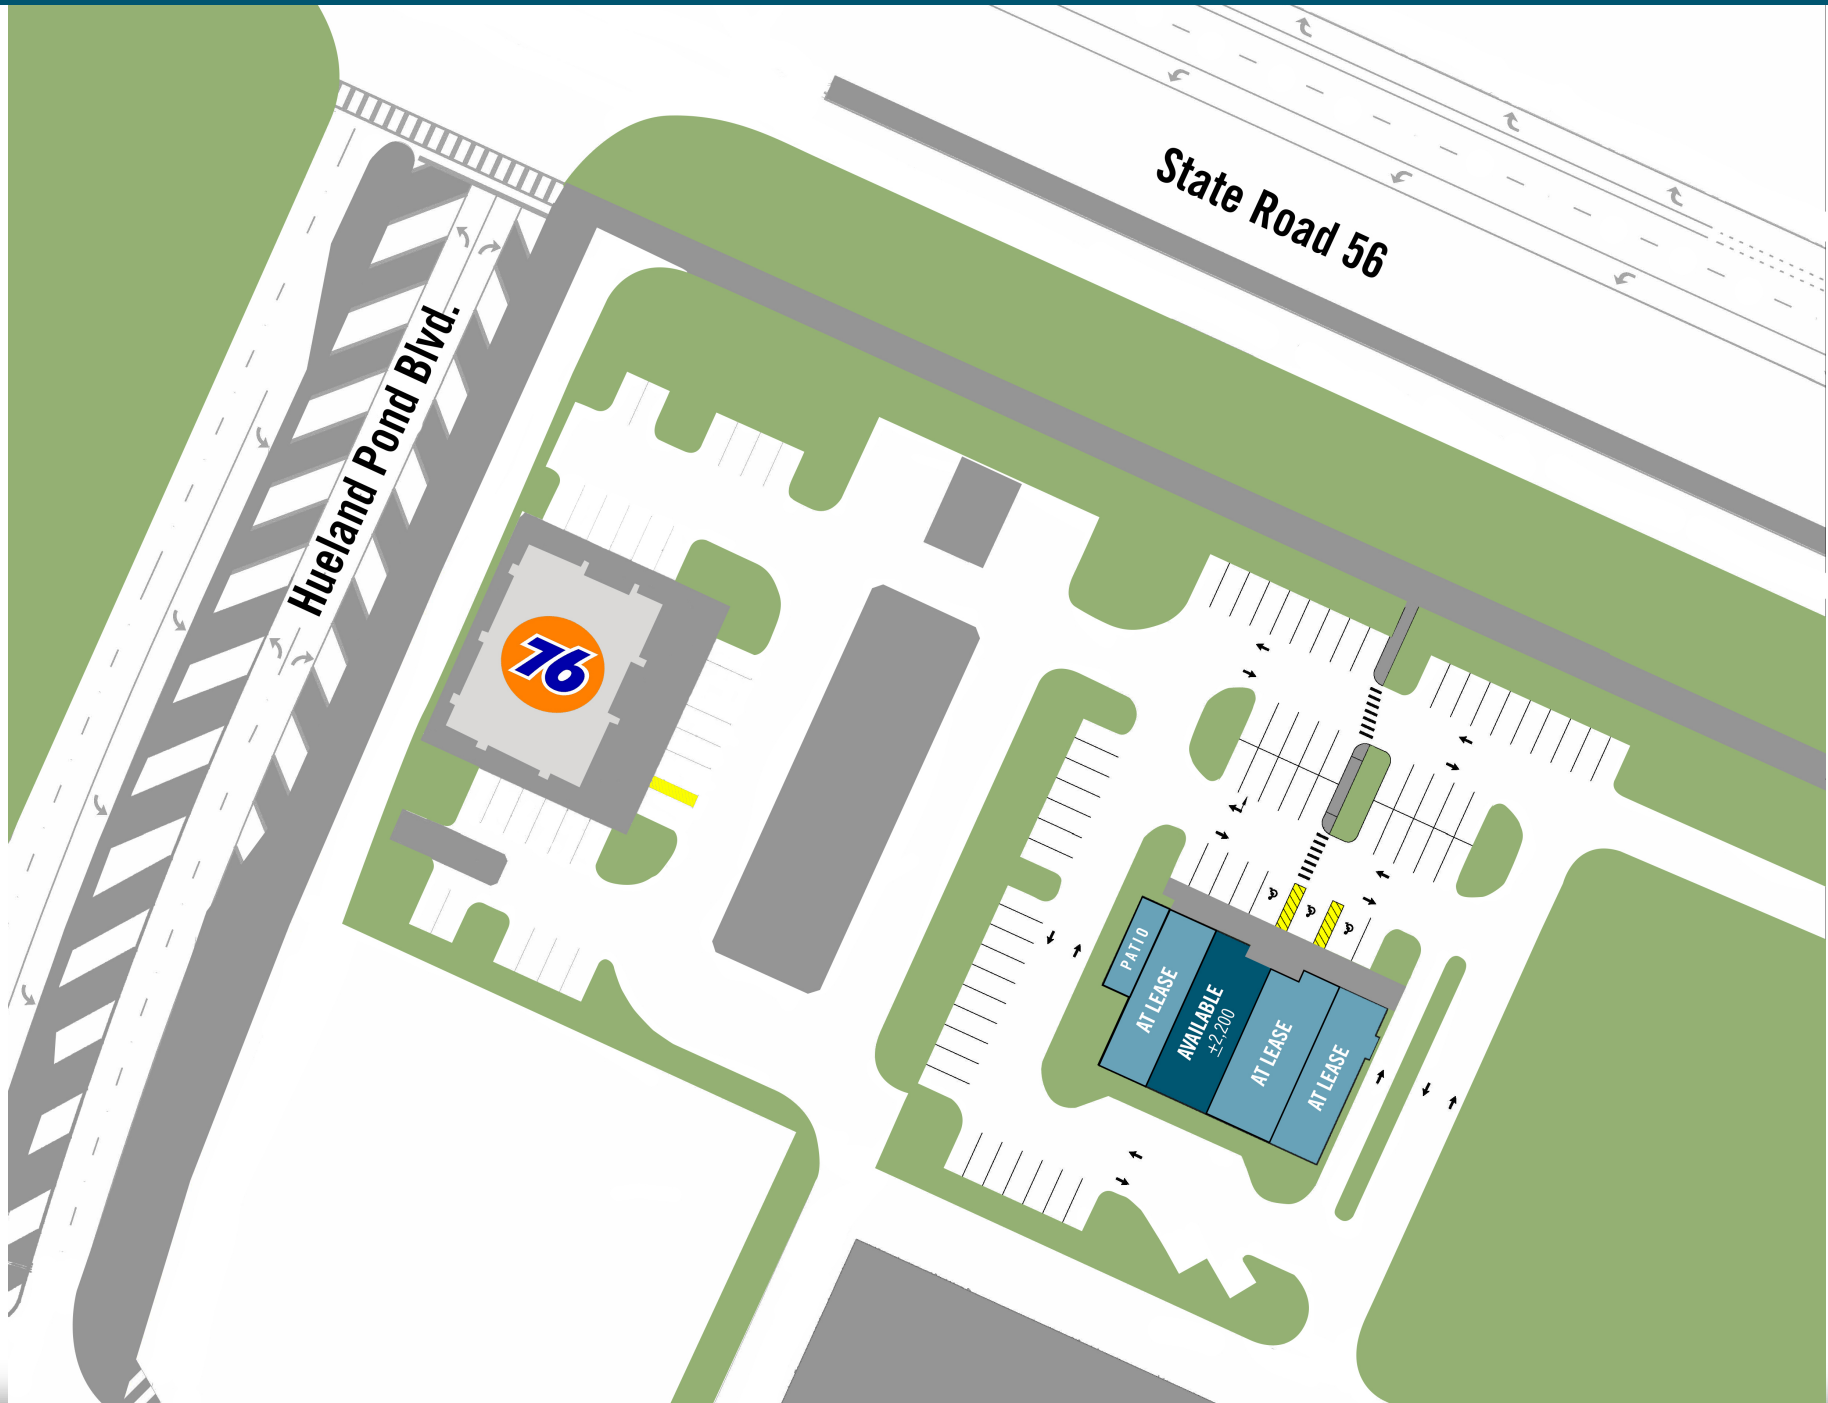 State Road 56
Hueland Pond Blvd.
76
PATIO
AT LEASE
AVAILABLE
±2,200
AT LEASE
AT LEASE